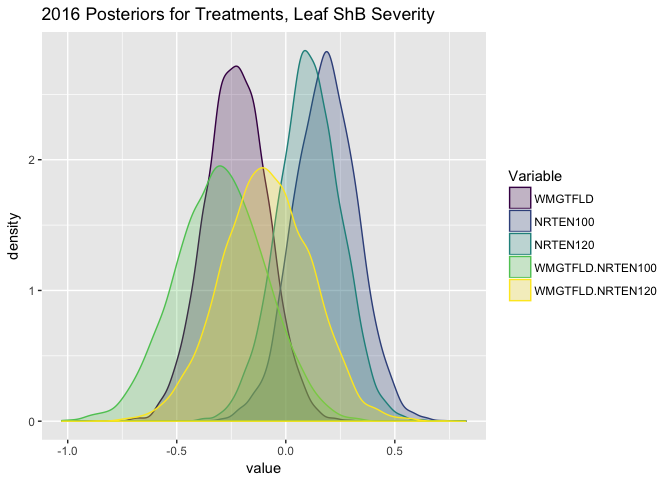 2016 Posteriors for Treatments, Leaf ShB Severity
density
2
1
0
-1.0
-0.5
0.0
0.5
value
Variable
WMGTFLD
NRTEN100
NRTEN120
WMGTFLD.NRTEN100
WMGTFLD.NRTEN120